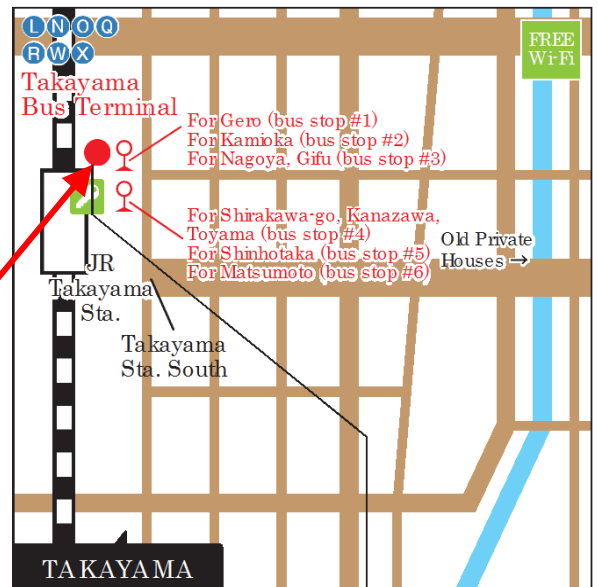 L N O Q
R W X
Takayama
Bus Terminal
FREE
Wi-Fi
For Gero (bus stop #1)
For Kamioka (bus stop #2)
For Nagoya, Gifu (bus stop #3)
For Shirakawa-go, Kanazawa,
Toyama (bus stop #4)
For Shinhotaka (bus stop #5)
For Matsumoto (bus stop #6)
Old Private
Houses →
JR
Takayama
Sta.
Takayama
Sta. South
TAKAYAMA